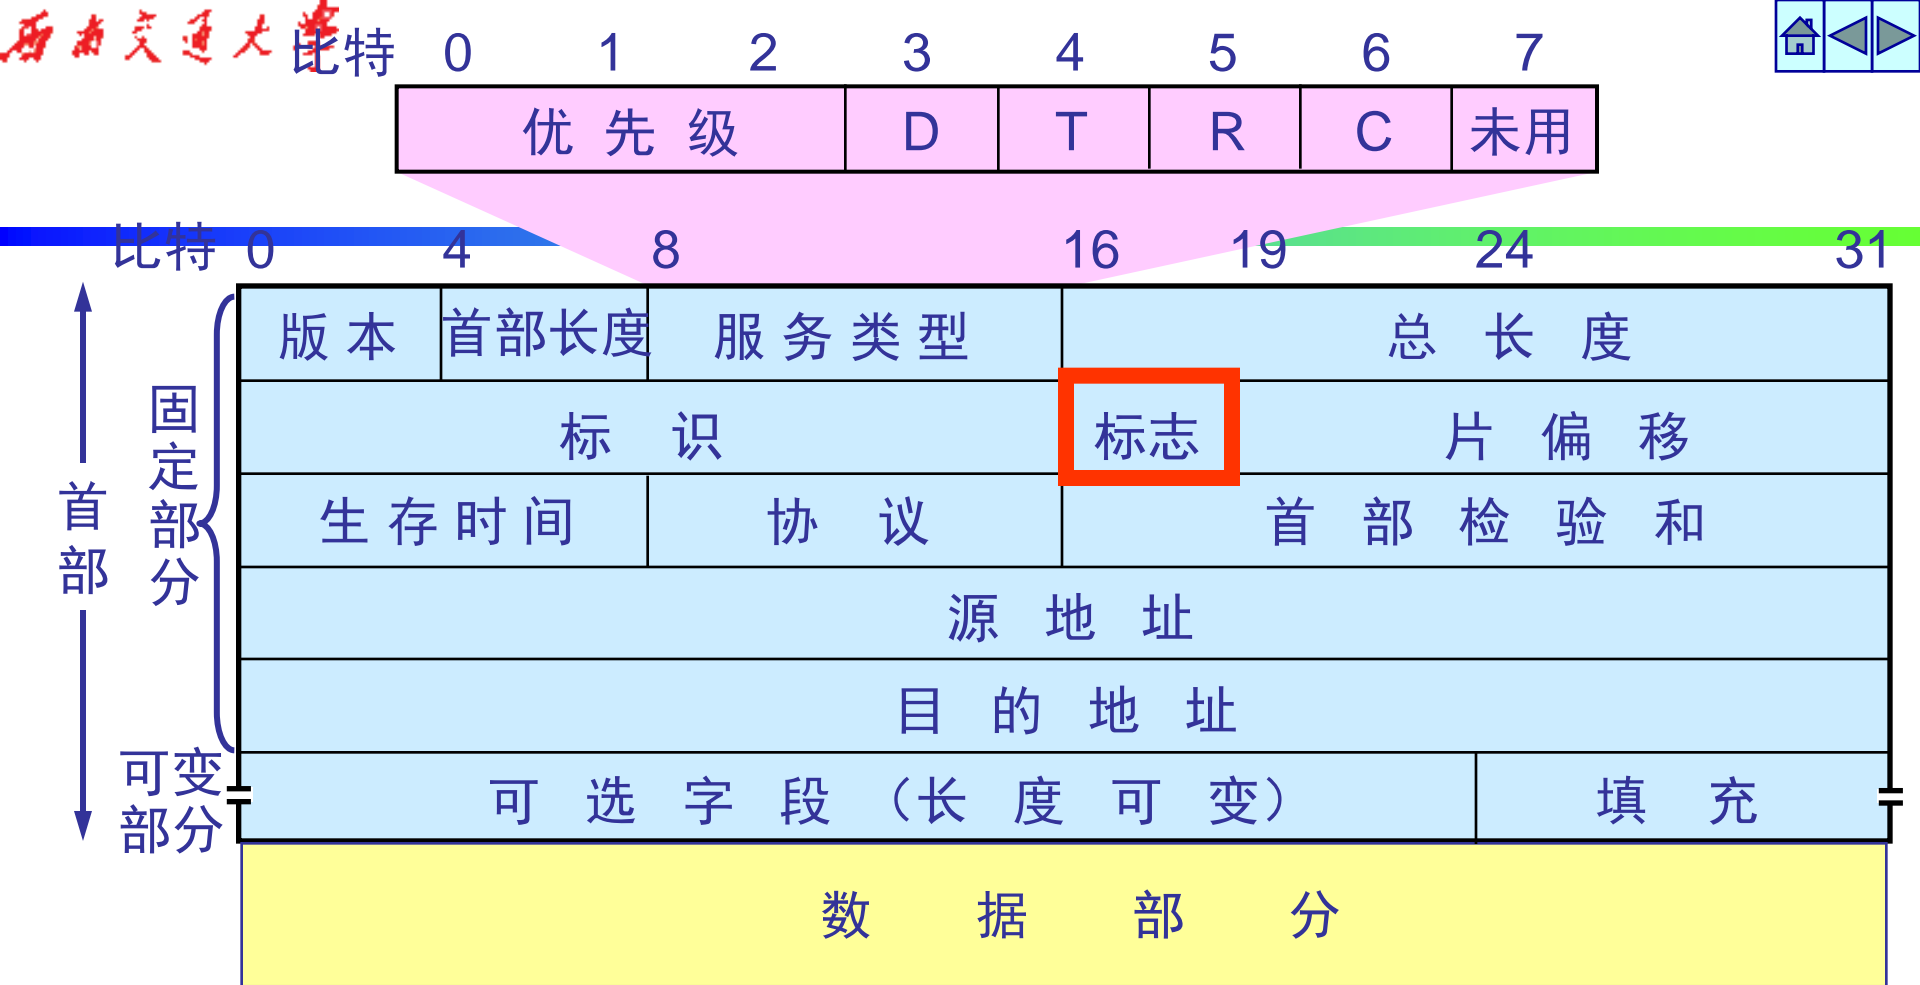 西南交通大学
比特 0 1 2 3 4 5 6 7
优先级 D T R C 未用
比特 0 4 8 16 19 24 31
版本 首部长度 服务类型 总长度
标识 标志 片偏移
生存时间 协议 首部检验和
源地址
目的地址
可选字段（长度可变） 填充
数据部分
首部
固定部分
可变
部分